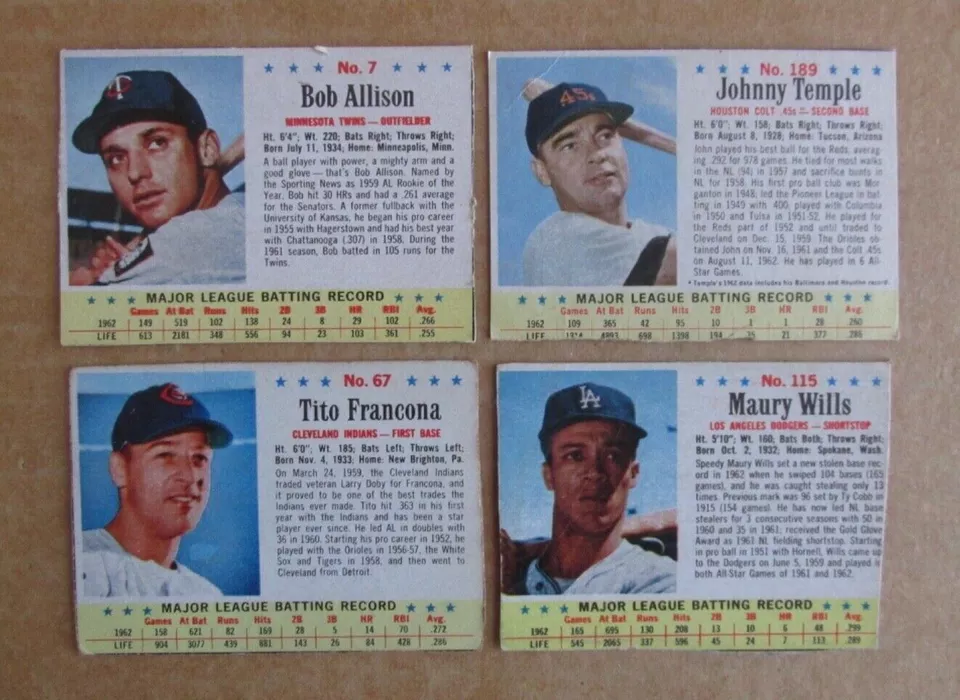 No. 7
Bob Allison
MINNESOTA TWINS — OUTFIELDER
Ht. 6'4"; Wt. 220; Bats Right; Throws Right;
Born July 11, 1934; Home: Minneapolis, Minn.
A ball player with power, a mighty arm and a
good glove — that's Bob Allison. Named by
the Sporting News as 1959 AL Rookie of the
Year. Bob hit 30 HRs and had a .261 average
for the Senators. A former fullback with the
University of Kansas, he began his pro career
in 1955 with Hagerstown and had his best year
with Chattanooga (.307) in 1958. During the
1961 season, Bob batted in 105 runs for the
Twins.
MAJOR LEAGUE BATTING RECORD
Games At Bat Runs Hits 2B 3B HR RBI Avg.
1962 149 519 102 138 24 8 29 102 .266
LIFE 613 2181 348 556 94 23 103 361 .255
No. 189
Johnny Temple
HOUSTON COLT .45s — SECOND BASE
Ht. 6'0"; Wt. 158; Bats Right; Throws Right;
Born August 8, 1928; Home: Tucson, Arizona
John played his best ball for the Reds, averag-
ing .292 for 978 games. He tied for most walks
in the NL (94) in 1957 and sacrifice bunts in
NL for 1958. His first pro ball club was Mor-
ganton in 1948; led the Pioneer League in bat-
ting in 1949 with .400, played with Columbia
in 1950 and Tulsa in 1951-52. He played for
the Reds part of 1952 and until traded to
Cleveland on Dec. 15, 1959. The Orioles ob-
tained John on Nov. 16, 1961 and the Colt .45s
on August 11, 1962. He has played in 6 All-
Star Games.
* Temple's 1962 data includes his Baltimore and Houston record.
MAJOR LEAGUE BATTING RECORD
Games At Bat Runs Hits 2B 3B HR RBI Avg.
1962 109 365 42 95 10 1 1 28 .260
LIFE 4893 698 1398 194 35 21 377 .286
No. 67
Tito Francona
CLEVELAND INDIANS — FIRST BASE
Ht. 6'0"; Wt. 185; Bats Left; Throws Left;
Born Nov. 4, 1933; Home: New Brighton, Pa.
On March 24, 1959, the Cleveland Indians
traded veteran Larry Doby for Francona, and
it proved to be one of the best trades the
Indians ever made. Tito hit .363 in his first
year with the Indians and has been a star
player ever since. He led AL in doubles with
36 in 1960. Starting his pro career in 1952, he
played with the Orioles in 1956-57, the White
Sox and Tigers in 1958, and then went to
Cleveland from Detroit.
MAJOR LEAGUE BATTING RECORD
Games At Bat Runs Hits 2B 3B HR RBI Avg.
1962 158 621 82 169 28 5 14 70 .272
LIFE 904 3077 439 881 143 26 84 428 .286
No. 115
Maury Wills
LOS ANGELES DODGERS — SHORTSTOP
Ht. 5'10"; Wt. 160; Bats Both; Throws Right;
Born Oct. 2, 1932; Home: Spokane, Wash.
Speedy Maury Wills set a new stolen base rec-
ord in 1962 when he swiped 104 bases (165
games), and he was caught stealing only 13
times. Previous mark was 96 set by Ty Cobb in
1915 (154 games). He has now led NL base
stealers for 3 consecutive seasons with 50 in
1960 and 35 in 1961; received the Gold Glove
Award as 1961 NL fielding shortstop. Starting
in pro ball in 1951 with Hornell, Wills came up
to the Dodgers on June 5, 1959 and played in
both All-Star Games of 1961 and 1962.
MAJOR LEAGUE BATTING RECORD
Games At Bat Runs Hits 2B 3B HR RBI Avg.
1962 165 695 130 208 13 10 6 48 .299
LIFE 545 2065 337 596 45 24 7 113 .289